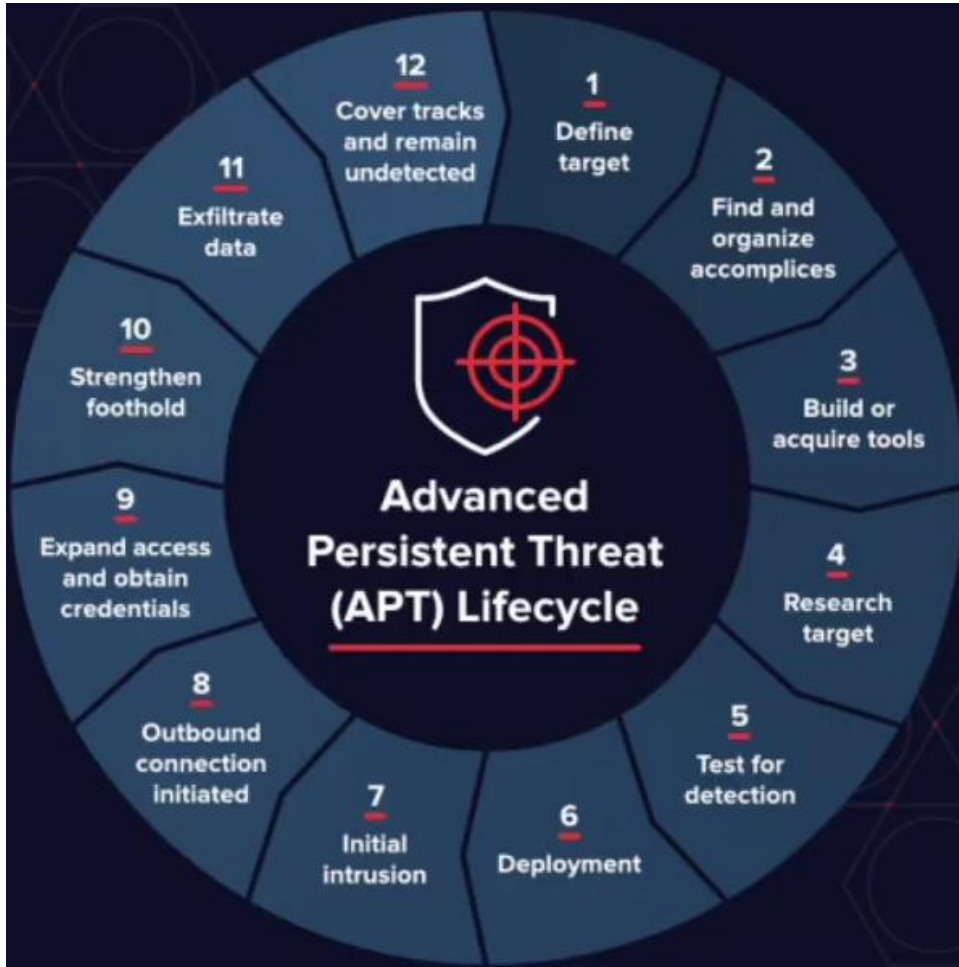 Advanced
Persistent Threat
(APT) Lifecycle
1
Define
target
2
Find and
organize
accomplices
3
Build or
acquire tools
4
Research
target
5
Test for
detection
6
Deployment
7
Initial
intrusion
8
Outbound
connection
initiated
9
Expand access
and obtain
credentials
10
Strengthen
foothold
11
Exfiltrate
data
12
Cover tracks
and remain
undetected